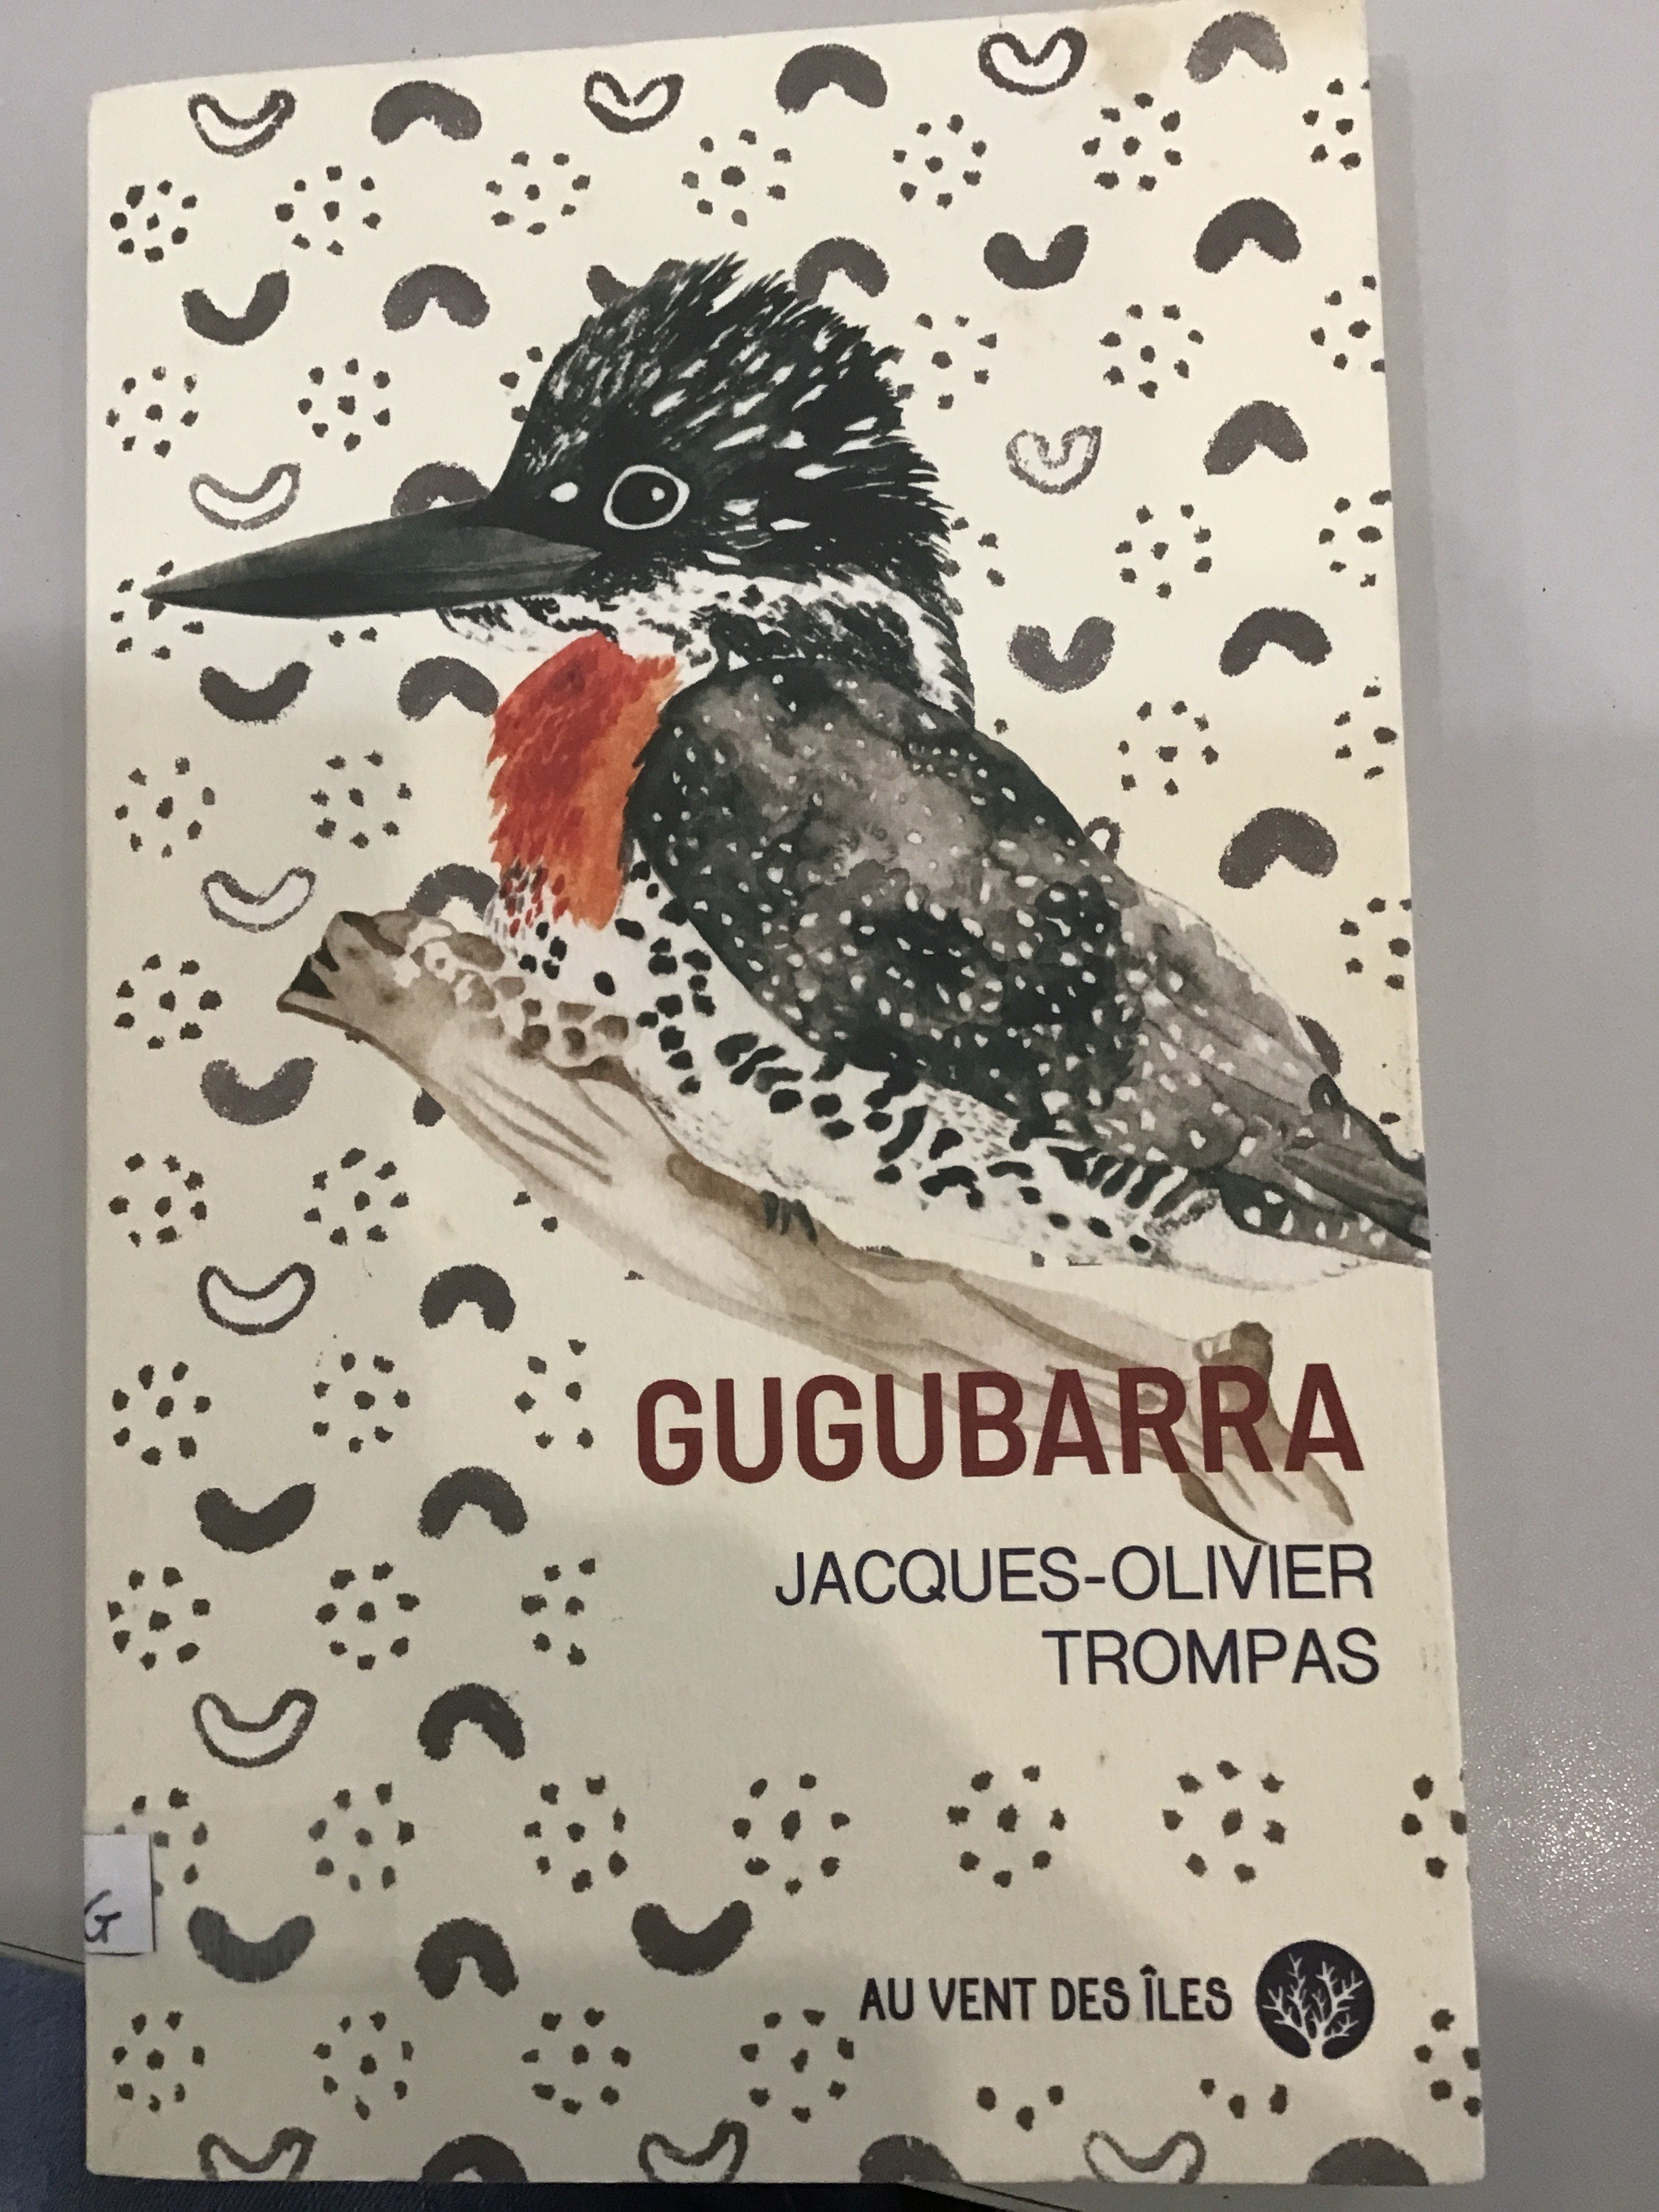 GUGUBARRA
JACQUES-OLIVIER
TROMPAS
AU VENT DES ÎLES
G